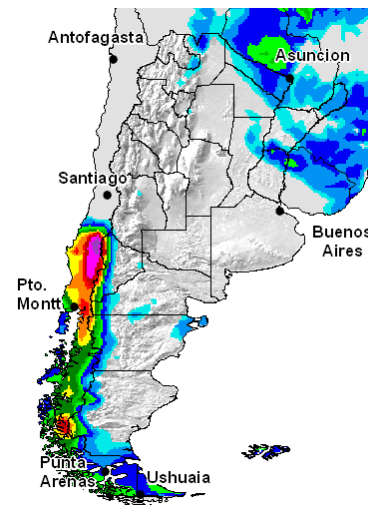 Antofagasta
Asuncion
Santiago
Buenos
Aires
Pto.
Montt
Punta
Arenas
Ushuaia